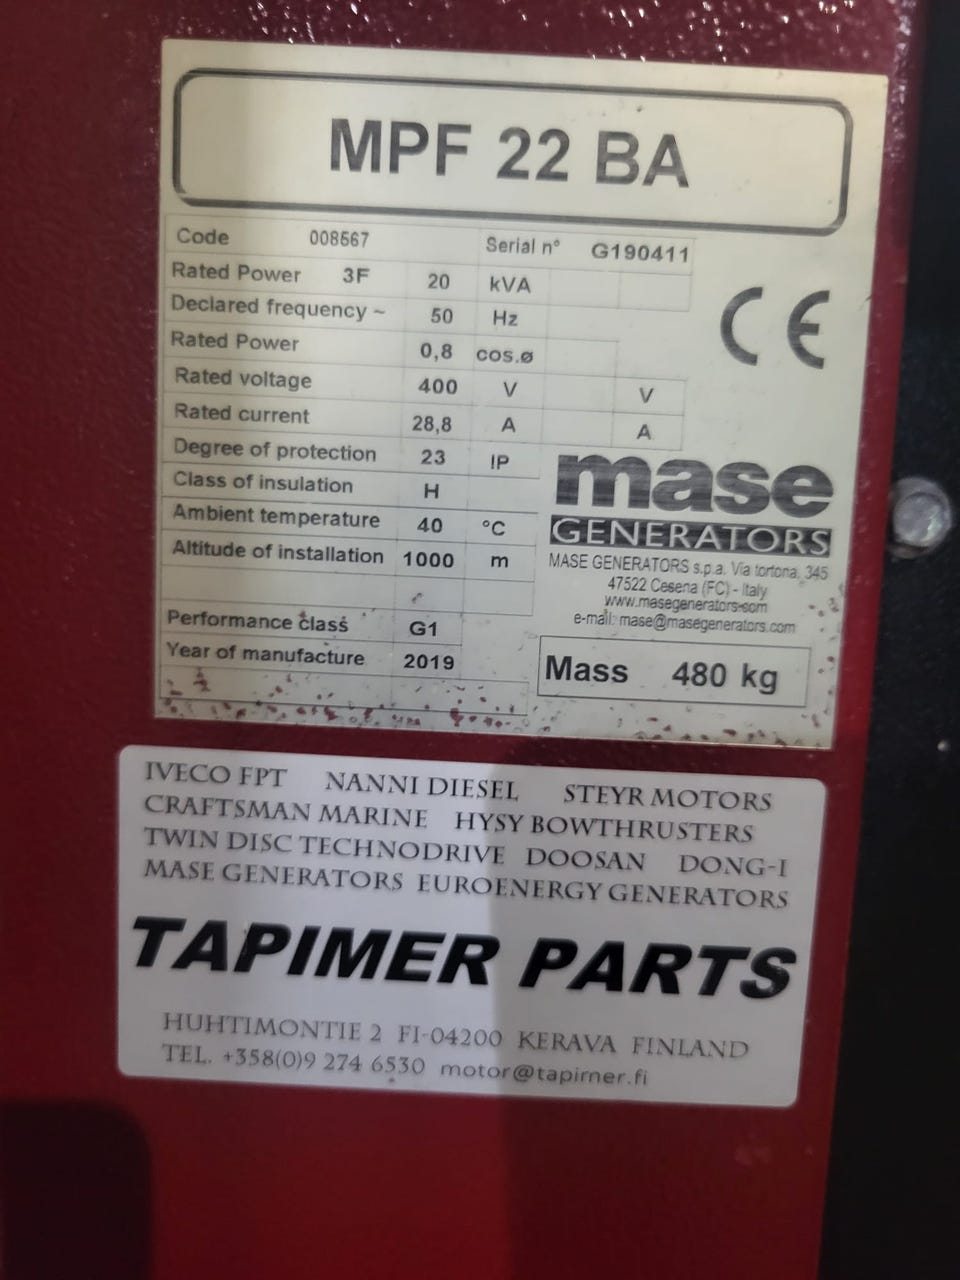 MPF 22 BA
Code 008567 Serial n° G190411
Rated Power 3F 20 kVA
Declared frequency ~ 50 Hz
Rated Power 0,8 cos.ø
Rated voltage 400 V V
Rated current 28,8 A A
Degree of protection 23 IP
Class of insulation H
Ambient temperature 40 °C
Altitude of installation 1000 m
Performance class G1
Year of manufacture 2019
CE
mase
GENERATORS
MASE GENERATORS s.p.a. Via tortona, 345
47522 Cesena (FC) - Italy
www.masegenerators.com
e-mail: mase@masegenerators.com
Mass 480 kg
IVECO FPT NANNI DIESEL STEYR MOTORS
CRAFTSMAN MARINE HYSY BOWTHRUSTERS
TWIN DISC TECHNODRIVE DOOSAN DONG-I
MASE GENERATORS EUROENERGY GENERATORS
TAPIMER PARTS
HUHTIMONTIE 2 FI-04200 KERAVA FINLAND
TEL. +358(0)9 274 6530 motor@tapimer.fi